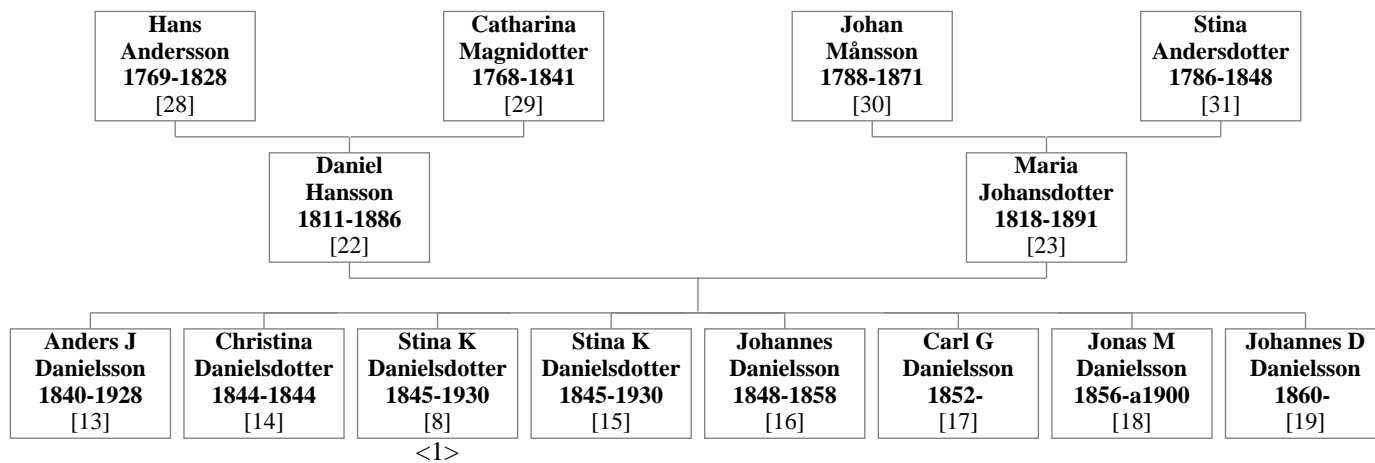 Hans
Andersson
1769-1828
[28]
Catharina
Magnidotter
1768-1841
[29]
Johan
Månsson
1788-1871
[30]
Stina
Andersdotter
1786-1848
[31]
Daniel
Hansson
1811-1886
[22]
Maria
Johansdotter
1818-1891
[23]
Anders J
Danielsson
1840-1928
[13]
Christina
Danielsdotter
1844-1844
[14]
Stina K
Danielsdotter
1845-1930
[8]
<1>
Stina K
Danielsdotter
1845-1930
[15]
Johannes
Danielsson
1848-1858
[16]
Carl G
Danielsson
1852-
[17]
Jonas M
Danielsson
1856-a1900
[18]
Johannes D
Danielsson
1860-
[19]